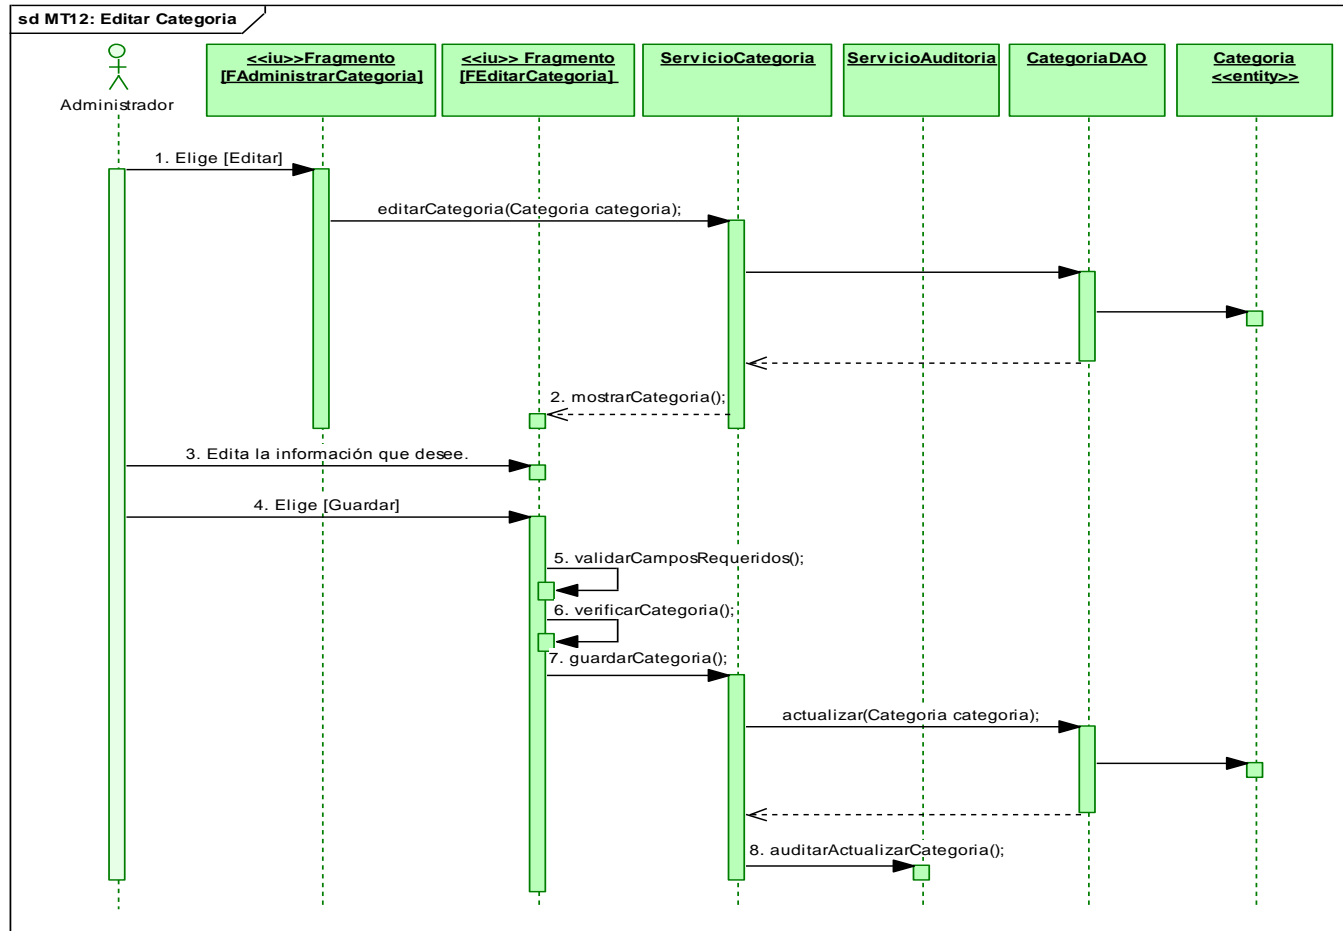 sd MT12: Editar Categoria
Administrador
<<iu>>Fragmento
[FAdministrarCategoria]
<<iu>> Fragmento
[FEditarCategoria]
ServicioCategoria
ServicioAuditoria
CategoriaDAO
Categoria
<<entity>>
1. Elige [Editar]
editarCategoria(Categoria categoria);
2. mostrarCategoria();
3. Edita la información que desee.
4. Elige [Guardar]
5. validarCamposRequeridos();
6. verificarCategoria();
7. guardarCategoria();
actualizar(Categoria categoria);
8. auditarActualizarCategoria();